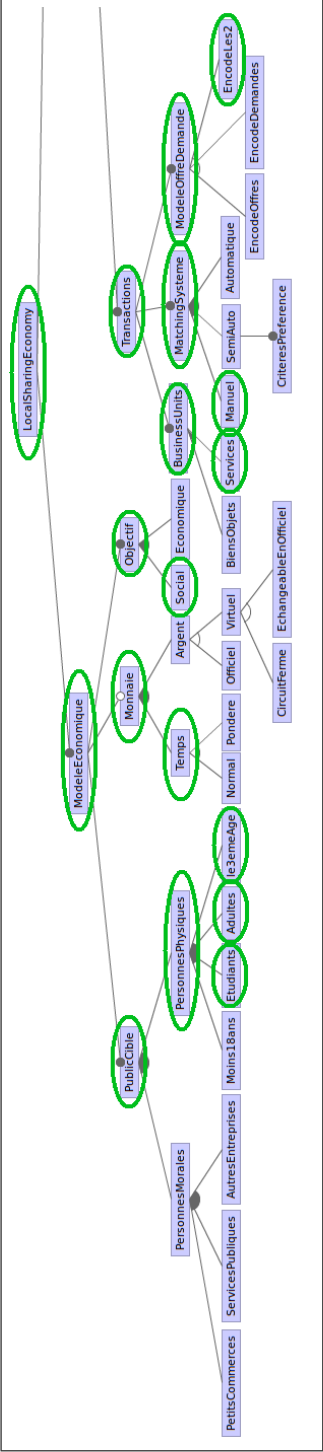 LocalSharingEconomy
ModeleEconomique
PublicCible
Monnaie
Objectif
Transactions
PersonnesMorales
PersonnesPhysiques
Temps
Argent
Social
Economique
BusinessUnits
MatchingSysteme
ModeleOffreDemande
PetitsCommerces
ServicesPubliques
AutresEntreprises
Moins18ans
Etudiants
Adultes
le3emeAge
Normal
Pondere
Officiel
Virtuel
BiensObjets
Services
Manuel
SemiAuto
Automatique
EncodeOffres
EncodeDemandes
EncodeLes2
CircuitFerme
EchangeableEnOfficiel
CriteresPreference